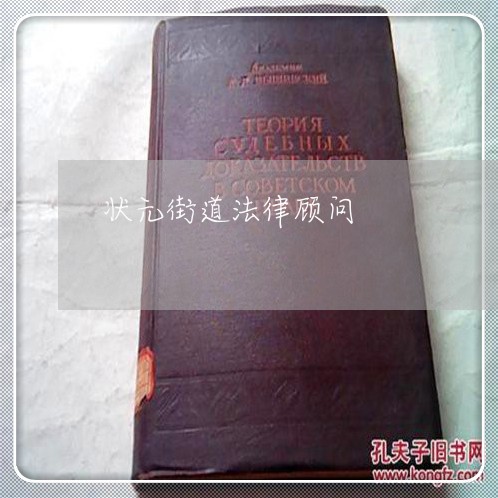 Академик
А. Я. ВЫШИНСКИЙ
ТЕОРИЯ
СУДЕБНЫХ
ДОКАЗАТЕЛЬСТВ
В СОВЕТСКОМ
状元街道法律顾问
孔夫子旧书网
www.kongfz.com